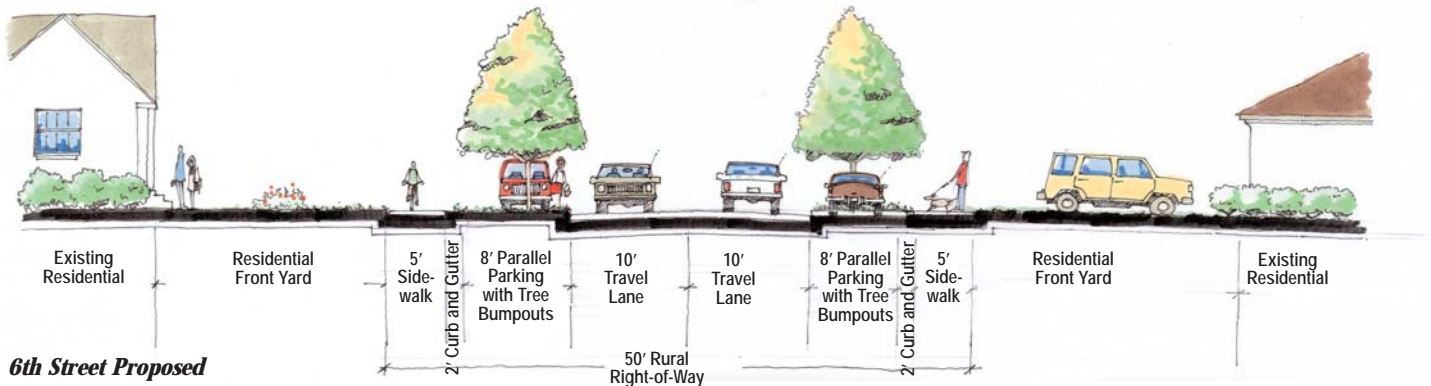 Existing
Residential
Residential
Front Yard
5'
Side-
walk
2' Curb and Gutter
8' Parallel
Parking
with Tree
Bumpouts
10'
Travel
Lane
10'
Travel
Lane
8' Parallel
Parking
with Tree
Bumpouts
2' Curb and Gutter
5'
Side-
walk
Residential
Front Yard
Existing
Residential
6th Street Proposed
50' Rural
Right-of-Way